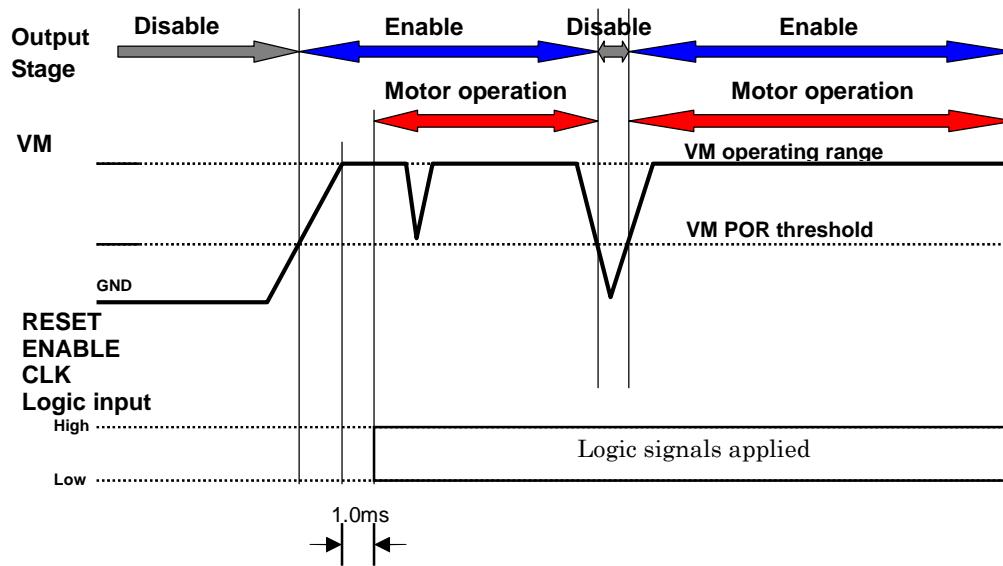 Output
Stage
Disable
Enable
Disable
Enable
Motor operation
Motor operation
VM
VM operating range
VM POR threshold
GND
RESET
ENABLE
CLK
Logic input
High
Logic signals applied
Low
1.0ms